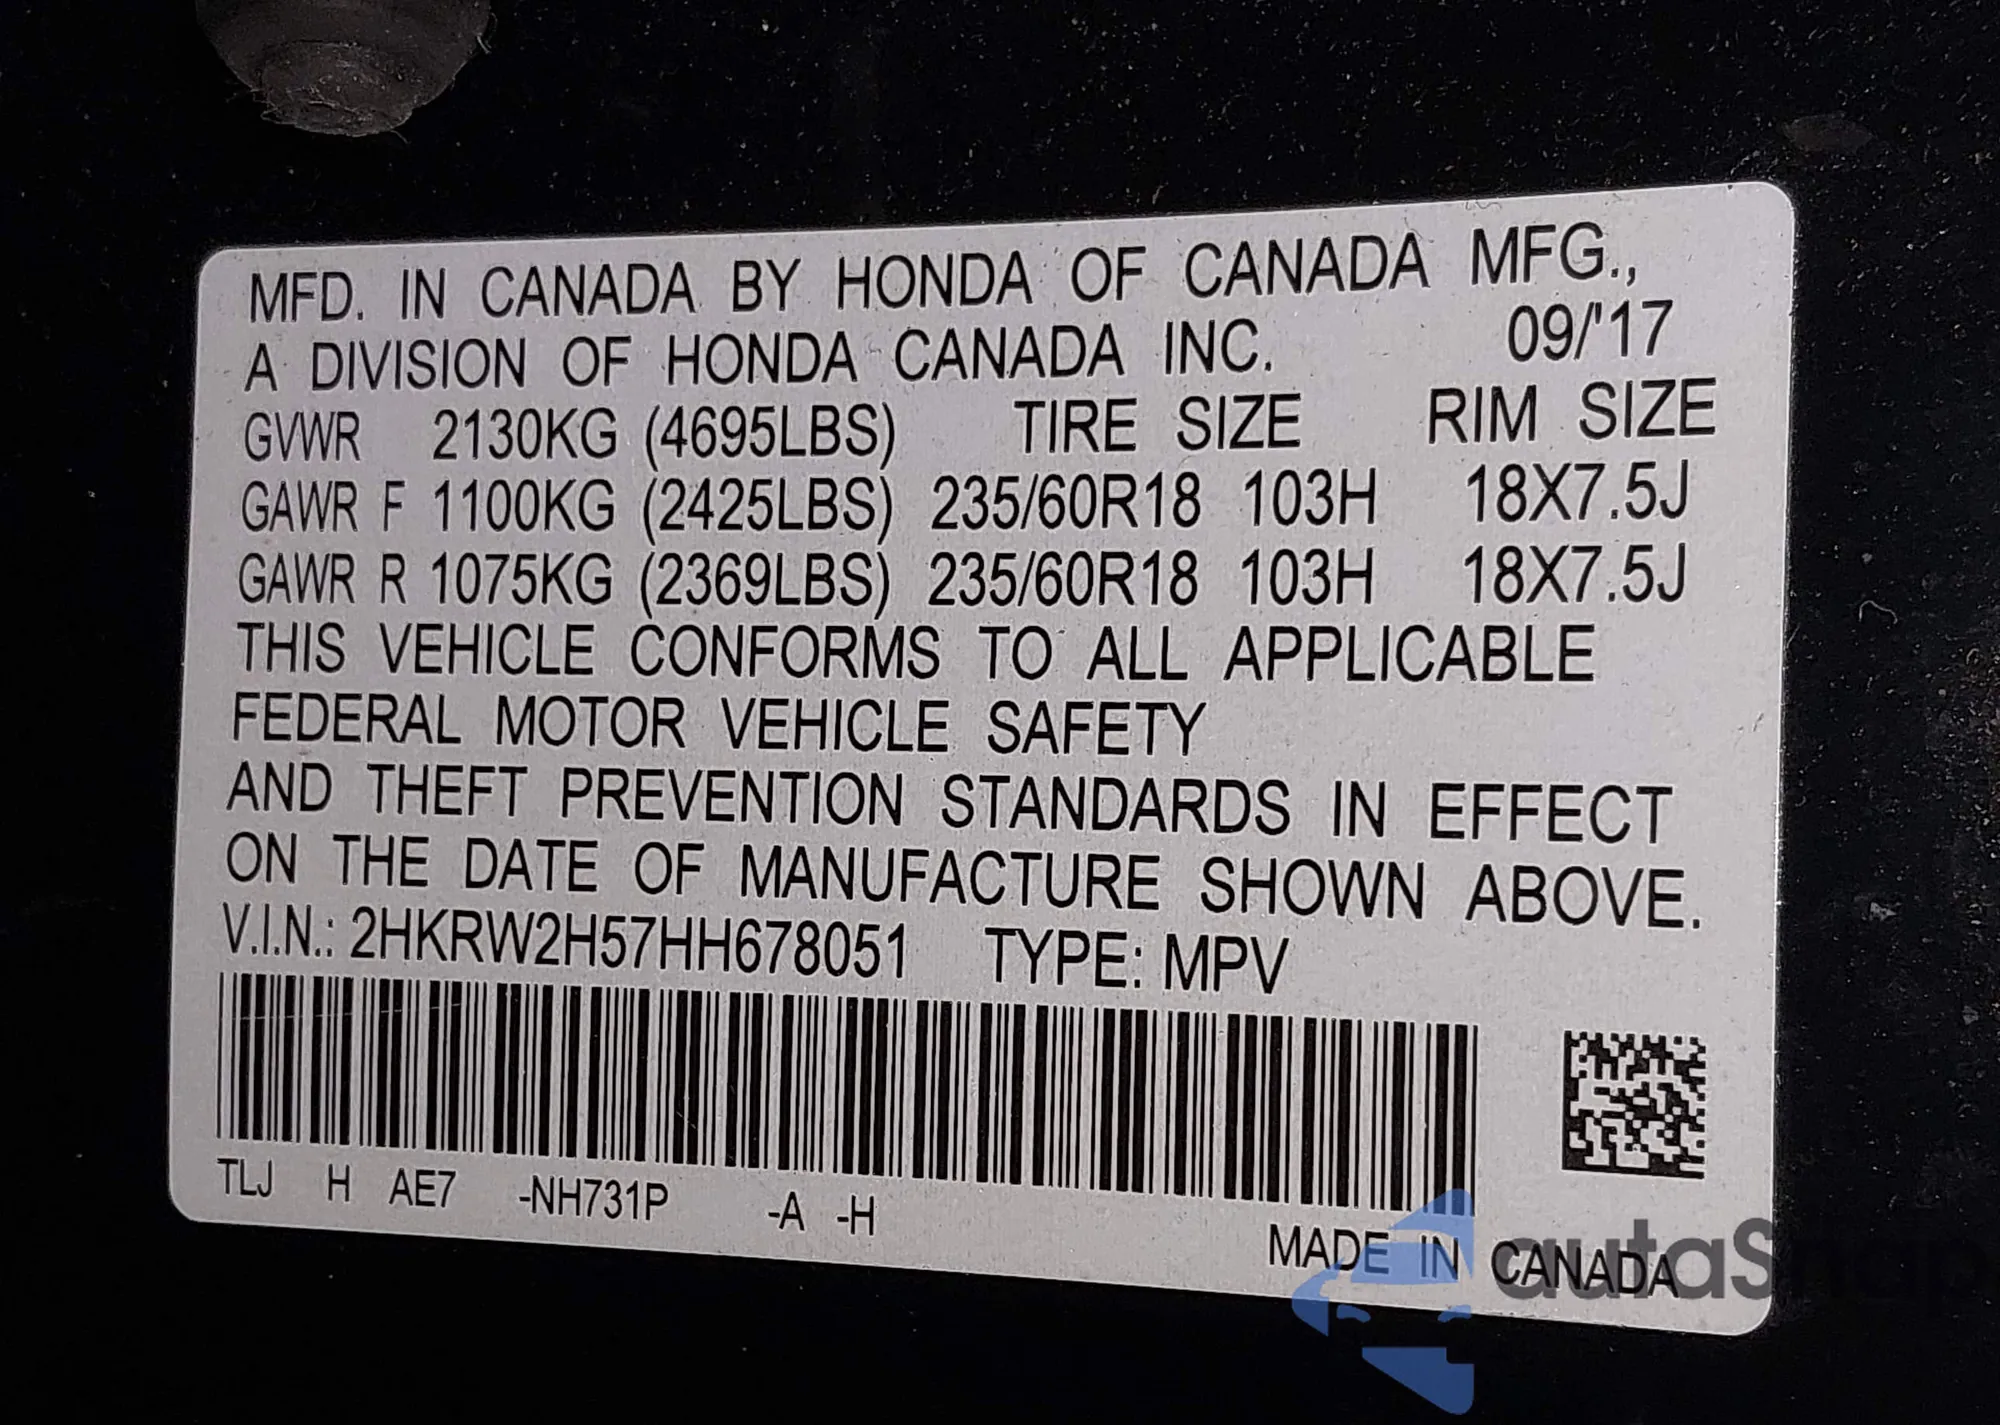 MFD. IN CANADA BY HONDA OF CANADA MFG.,
A DIVISION OF HONDA CANADA INC. 09/'17
GVWR 2130KG (4695LBS) TIRE SIZE RIM SIZE
GAWR F 1100KG (2425LBS) 235/60R18 103H 18X7.5J
GAWR R 1075KG (2369LBS) 235/60R18 103H 18X7.5J
THIS VEHICLE CONFORMS TO ALL APPLICABLE
FEDERAL MOTOR VEHICLE SAFETY
AND THEFT PREVENTION STANDARDS IN EFFECT
ON THE DATE OF MANUFACTURE SHOWN ABOVE.
V.I.N.: 2HKRW2H57HH678051 TYPE: MPV
TLJ H AE7 -NH731P -A -H
MADE IN CANADA
autaSnap